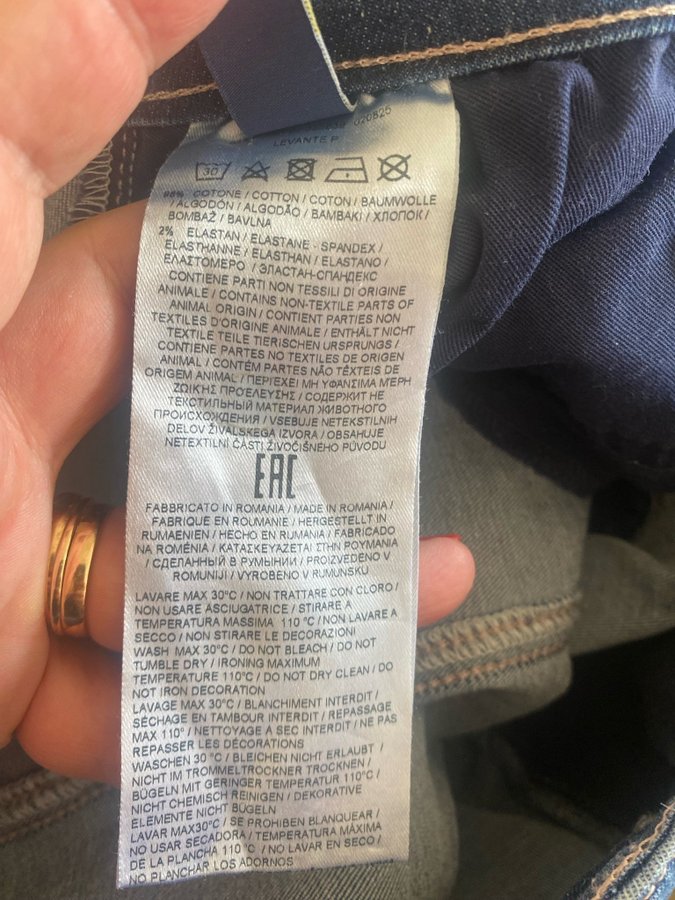 020825
LEVANTE P
30
98% COTONE / COTTON / COTON / BAUMWOLLE
/ ALGODÓN / ALGODÃO / BAMBAKI / ХЛОПОК /
BOMBAŽ / BAVLNA
2% ELASTAN / ELASTANE - SPANDEX /
ELASTHANNE / ELASTHAN / ELASTANO /
ΕΛΑΣΤΟΜΕΡΟ / ЭЛАСТАН-СПАНДЕКС
CONTIENE PARTI NON TESSILI DI ORIGINE
ANIMALE / CONTAINS NON-TEXTILE PARTS OF
ANIMAL ORIGIN / CONTIENT PARTIES NON
TEXTILES D'ORIGINE ANIMALE / ENTHÄLT NICHT
TEXTILE TEILE TIERISCHEN URSPRUNGS /
CONTIENE PARTES NO TEXTILES DE ORIGEN
ANIMAL / CONTÉM PARTES NÃO TÊXTEIS DE
ORIGEM ANIMAL / ΠΕΡΙΕΧΕΙ ΜΗ ΥΦΑΝΣΙΜΑ ΜΕΡΗ
ΖΩΙΚΗΣ ΠΡΟΕΛΕΥΣΗΣ / СОДЕРЖИТ НЕ
ТЕКСТИЛЬНЫЙ МАТЕРИАЛ ЖИВОТНОГО
ПРОИСХОЖДЕНИЯ / VSEBUJE NETEKSTILNIH
DELOV ŽIVALSKEGA IZVORA / OBSAHUJE
NETEXTILNÍ ČÁSTI ŽIVOČIŠNÉHO PŮVODU
EAC
FABBRICATO IN ROMANIA / MADE IN ROMANIA /
FABRIQUE EN ROUMANIE / HERGESTELLT IN
RUMAENIEN / HECHO EN RUMANIA / FABRICADO
NA ROMÉNIA / ΚΑΤΑΣΚΕΥΑΖΕΤΑΙ ΣΤΗΝ ΡΟΥΜΑΝΙΑ
/ СДЕЛАННЫЙ В РУМЫНИИ / PROIZVEDENO V
ROMUNIJI / VYROBENO V RUMUNSKU
LAVARE MAX 30°C / NON TRATTARE CON CLORO /
NON USARE ASCIUGATRICE / STIRARE A
TEMPERATURA MASSIMA 110 °C / NON LAVARE A
SECCO / NON STIRARE LE DECORAZIONI
WASH MAX 30°C / DO NOT BLEACH / DO NOT
TUMBLE DRY / IRONING MAXIMUM
TEMPERATURE 110°C / DO NOT DRY CLEAN / DO
NOT IRON DECORATION
LAVAGE MAX 30°C / BLANCHIMENT INTERDIT /
SÉCHAGE EN TAMBOUR INTERDIT / REPASSAGE
MAX 110° / NETTOYAGE A SEC INTERDIT / NE PAS
REPASSER LES DÉCORATIONS
WASCHEN 30 °C / BLEICHEN NICHT ERLAUBT /
NICHT IM TROMMELTROCKNER TROCKNEN /
BÜGELN MIT GERINGER TEMPERATUR 110°C /
NICHT CHEMISCH REINIGEN / DEKORATIVE
ELEMENTE NICHT BÜGELN
LAVAR MAX30°C / SE PROHIBEN BLANQUEAR /
NO USAR SECADORA / TEMPERATURA MÁXIMA
DE LA PLANCHA 110 °C / NO LAVAR EN SECO /
NO PLANCHAR LOS ADORNOS